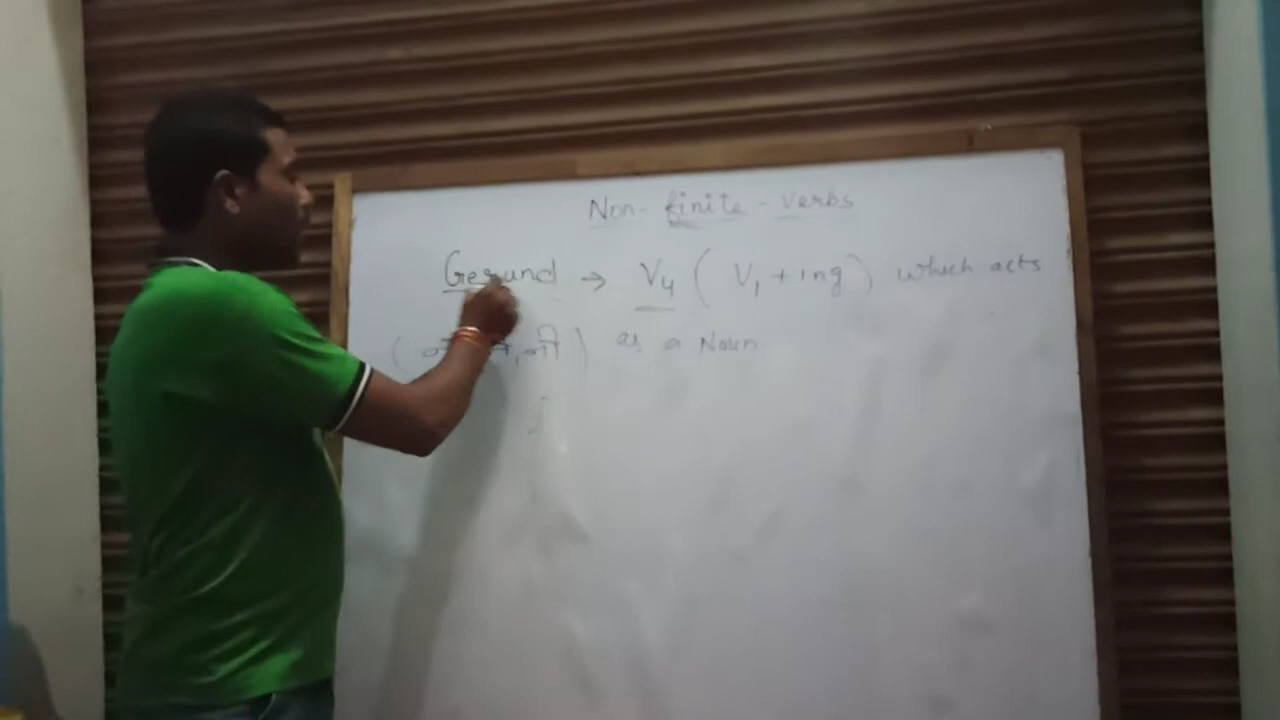 Non-finite-verbs
Gerund → V4 ( V1 + ing ) which acts
( , नी ) as a Noun